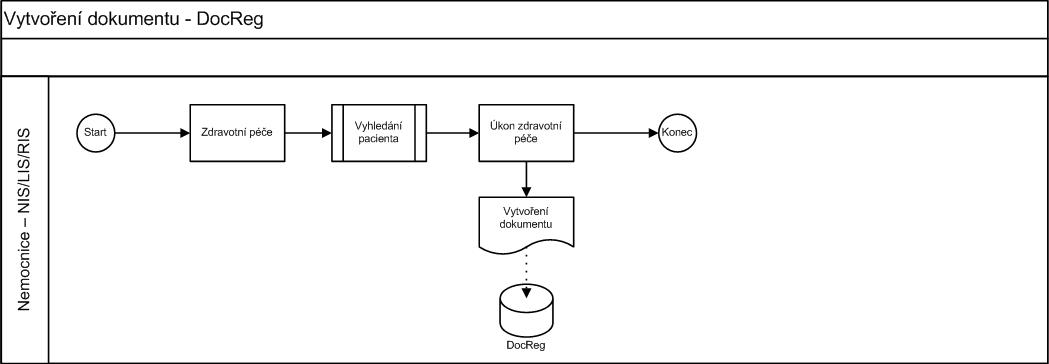 Vytvoření dokumentu - DocReg
Nemocnice – NIS/LIS/RIS
Start
Zdravotní péče
Vyhledání
pacienta
Úkon zdravotní
péče
Konec
Vytvoření
dokumentu
DocReg